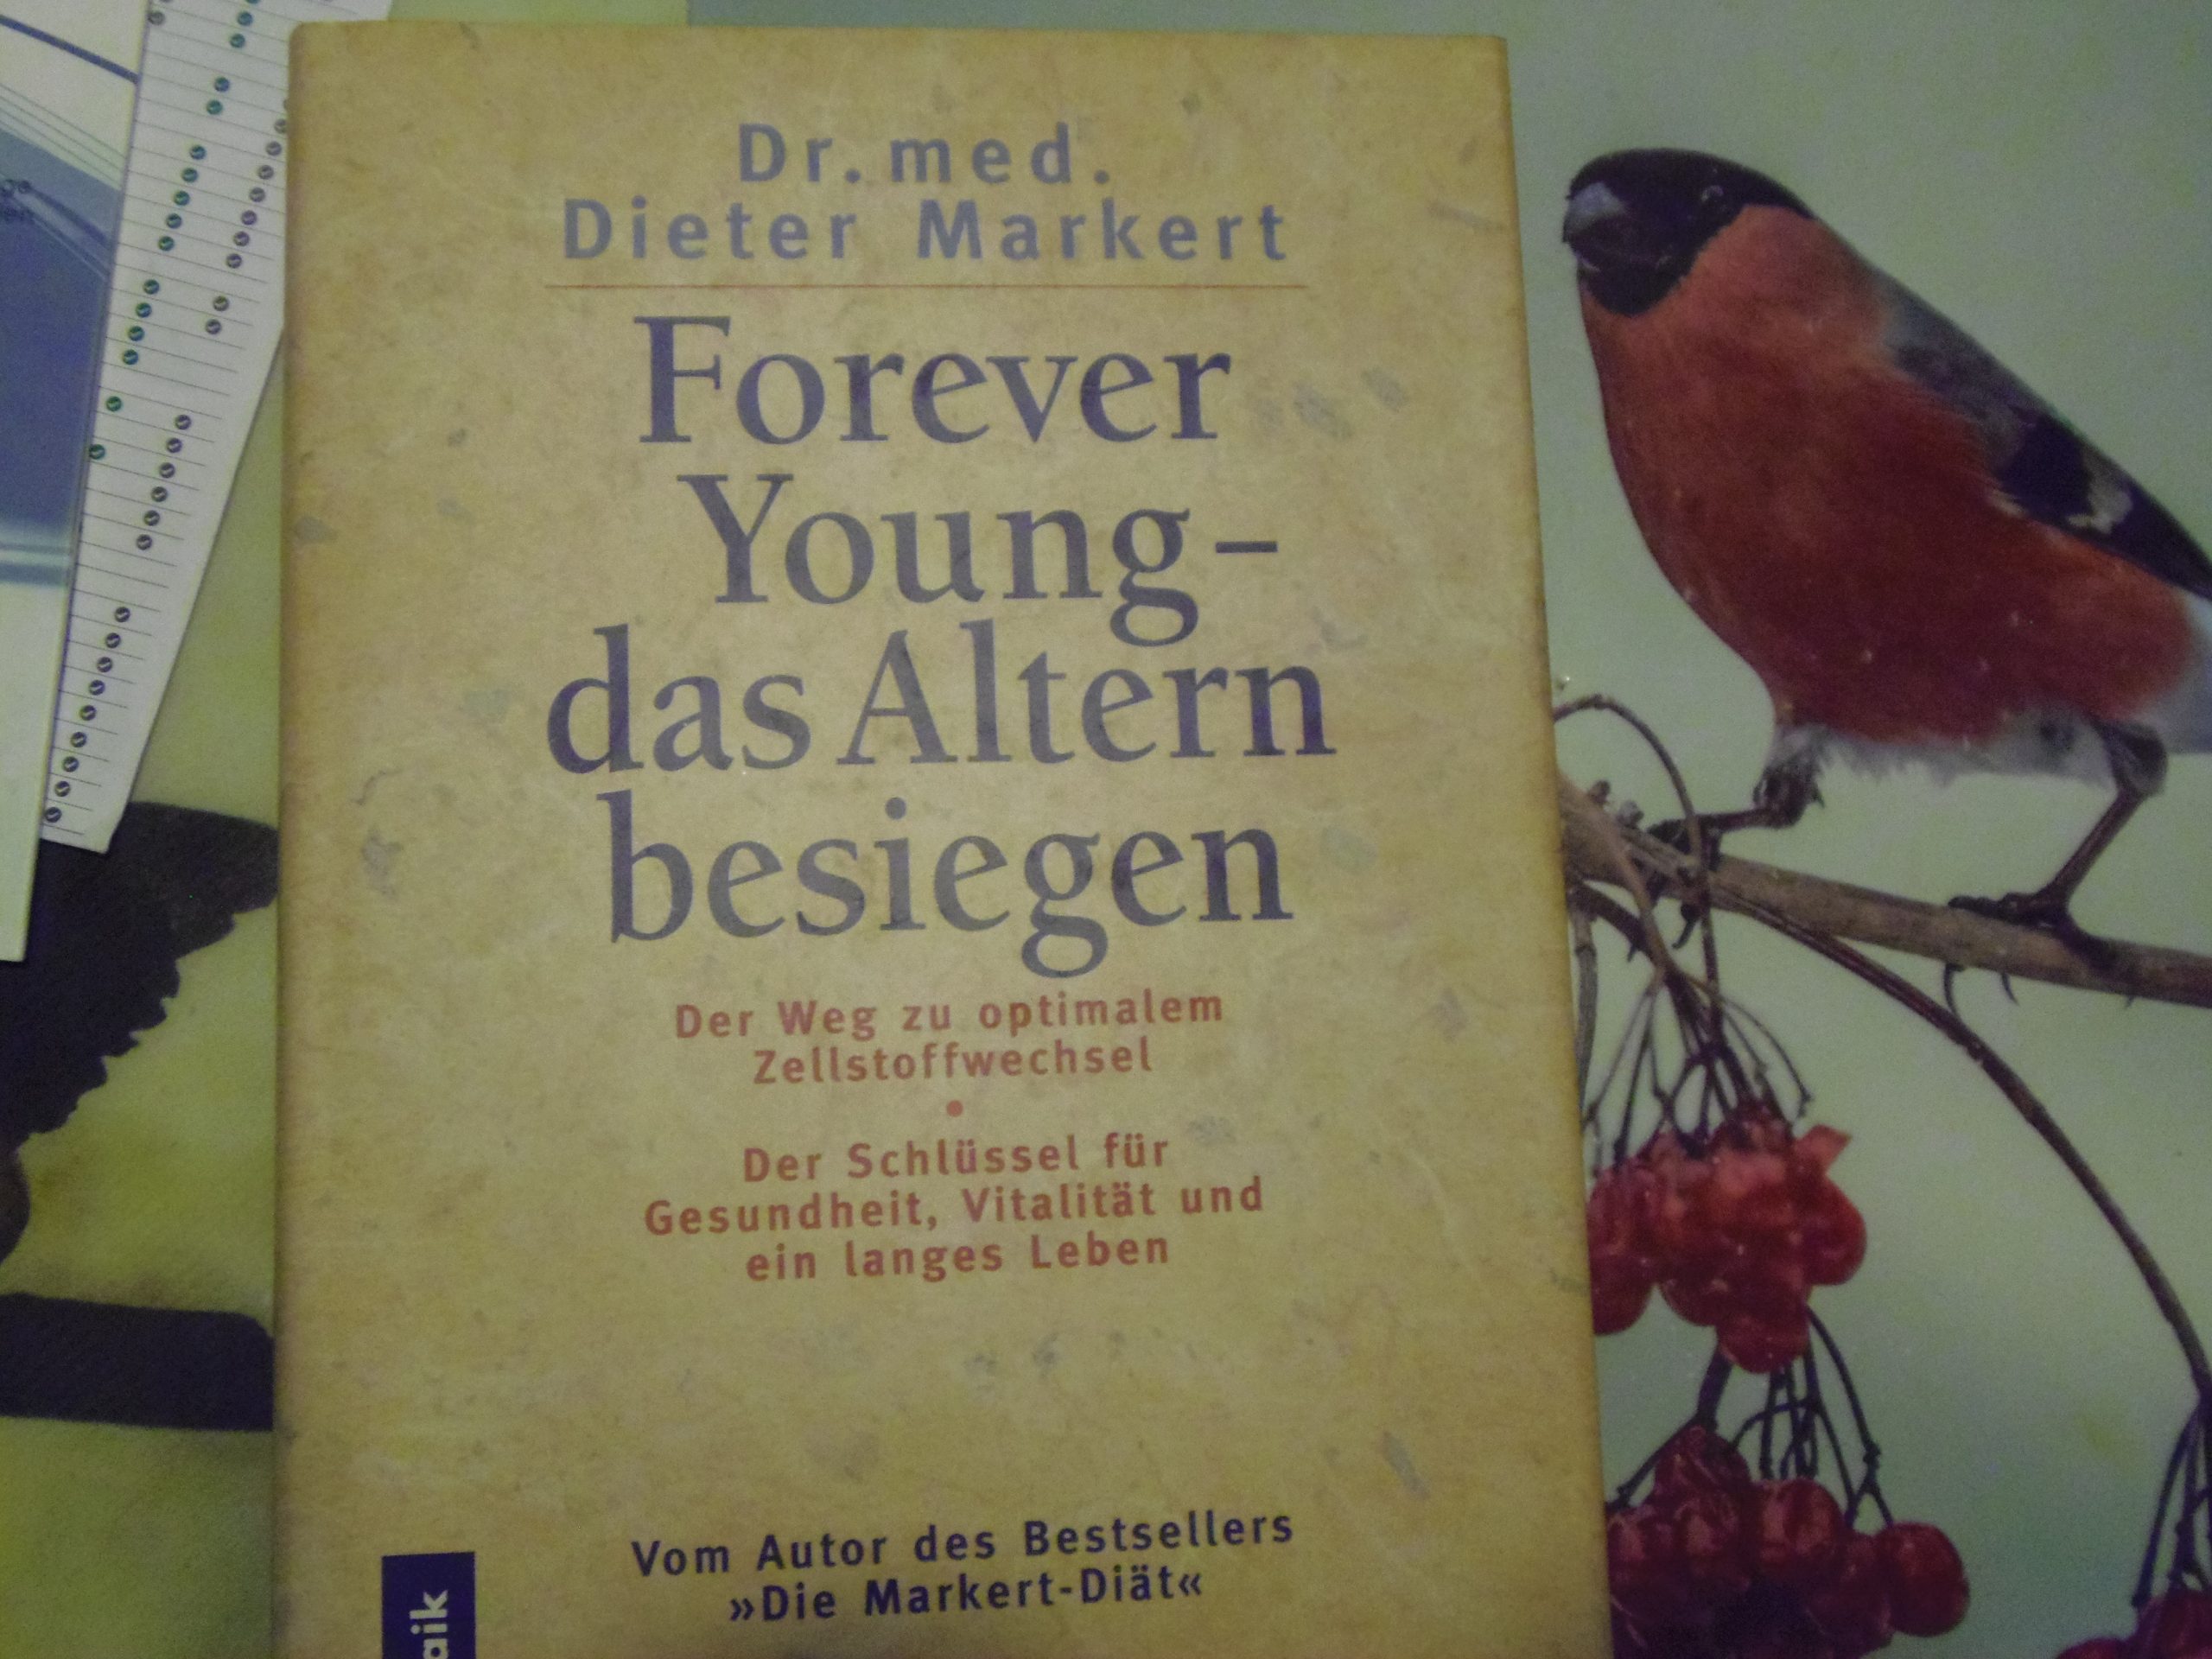 Dr. med.
Dieter Markert
Forever
Young –
das Altern
besiegen
Der Weg zu optimalem
Zellstoffwechsel
•
Der Schlüssel für
Gesundheit, Vitalität und
ein langes Leben
Vom Autor des Bestsellers
»Die Markert-Diät«
aik